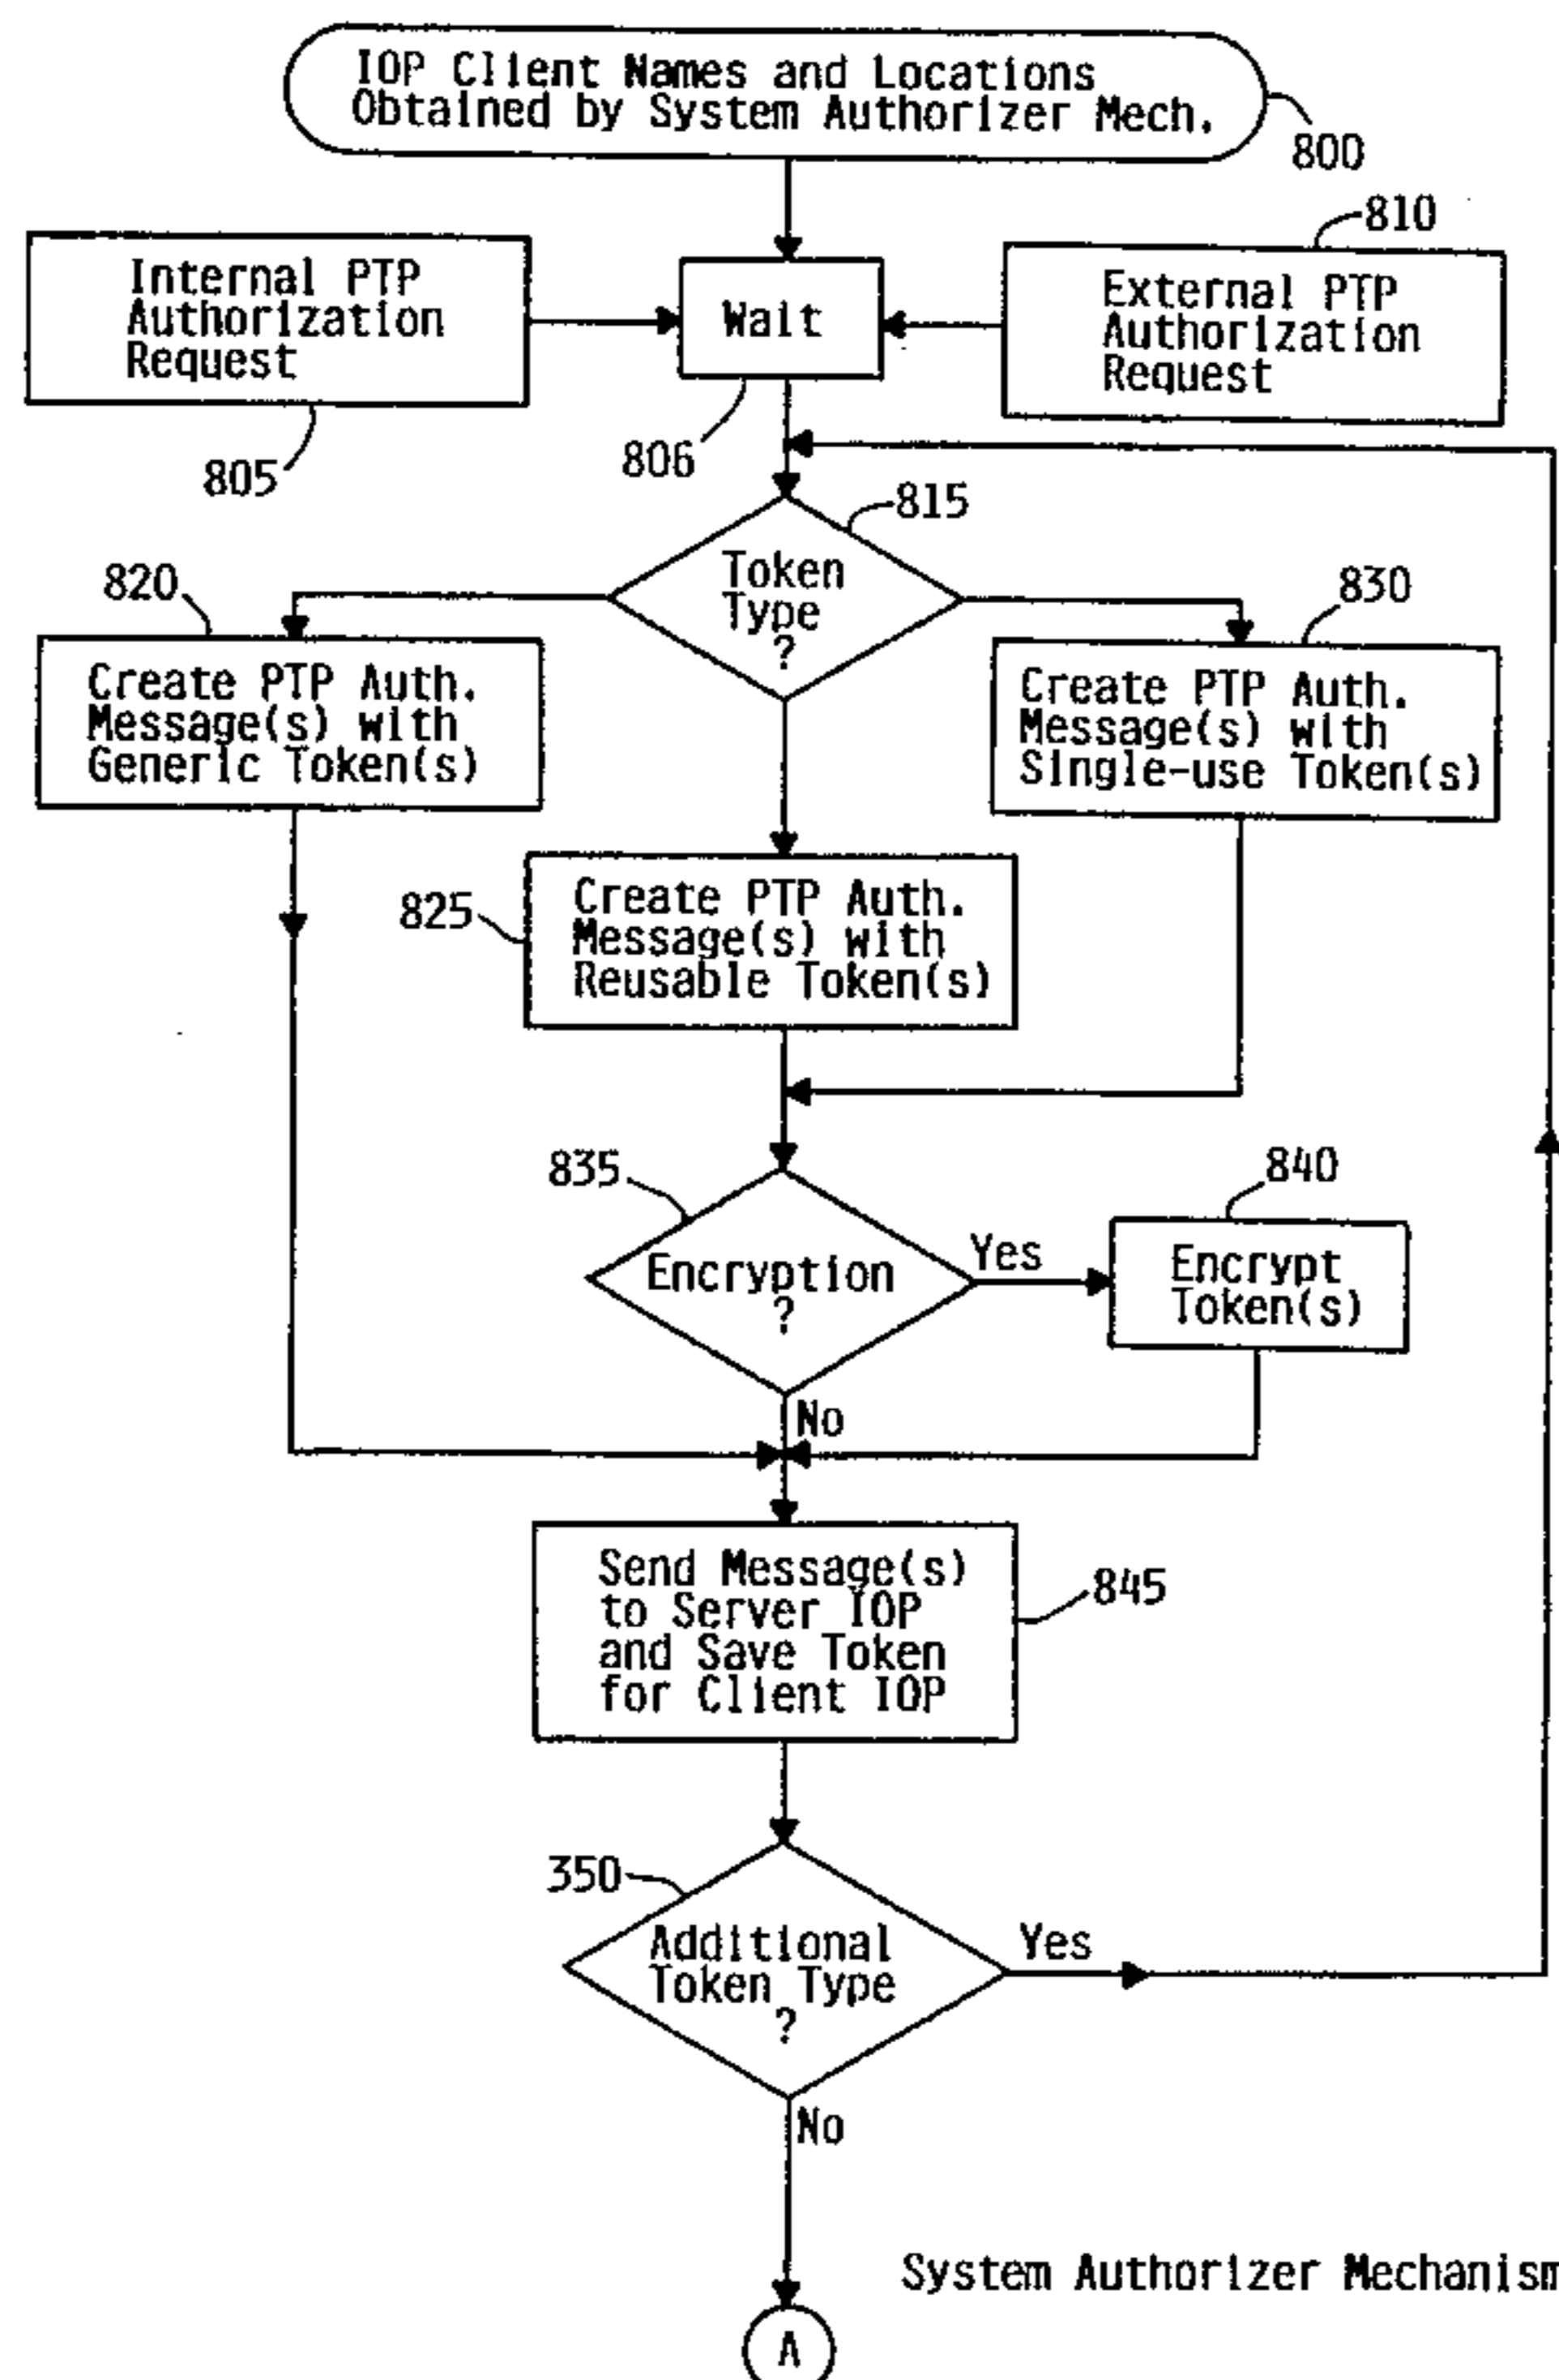 IOP Client Names and Locations
Obtained by System Authorizer Mech.
800
810
Internal PTP
Authorization
Request
Wait
External PTP
Authorization
Request
805
806
815
820
Token
Type
?
830
Create PTP Auth.
Message(s) with
Generic Token(s)
Create PTP Auth.
Message(s) with
Single-use Token(s)
825
Create PTP Auth.
Message(s) with
Reusable Token(s)
835
840
Encryption
?
Yes
Encrypt
Token(s)
No
Send Message(s)
to Server IOP
and Save Token
for Client IOP
845
350
Additional
Token Type
?
Yes
No
System Authorizer Mechanism
A